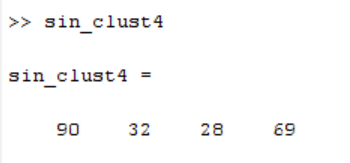 >> sin_clust4
sin_clust4 =
90 32 28 69